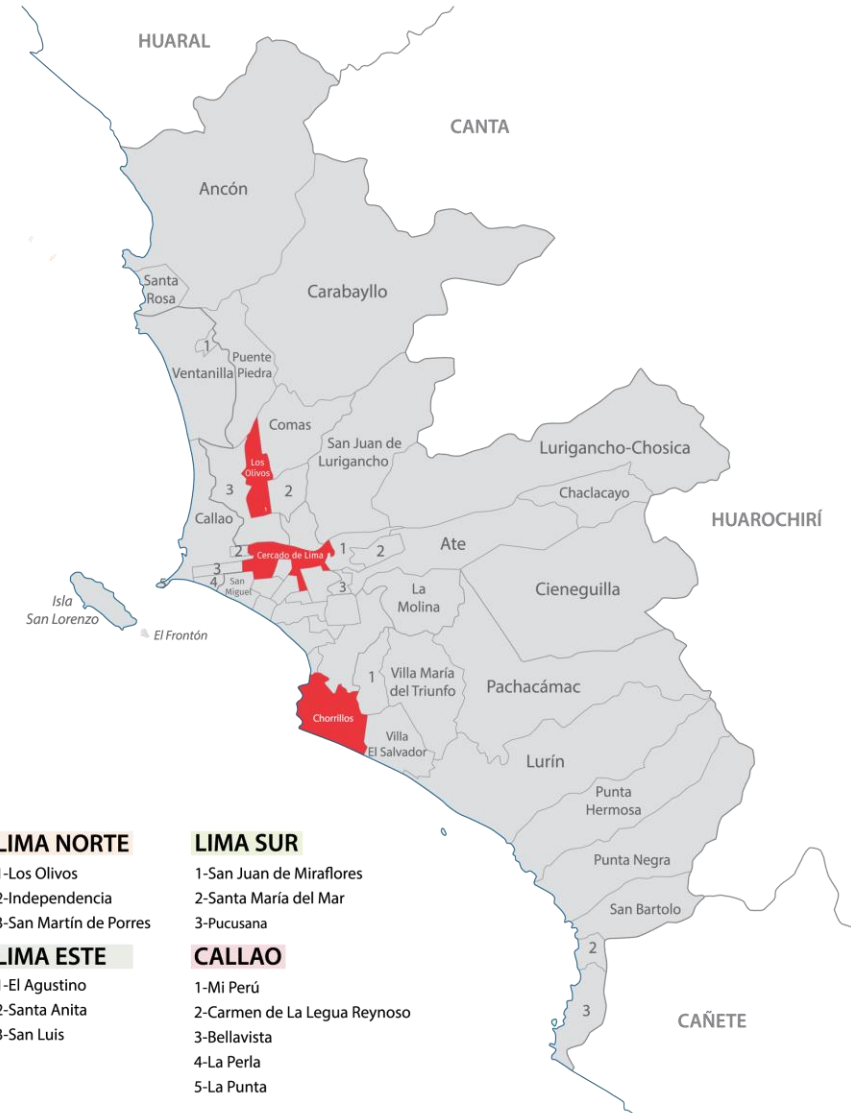 HUARAL
CANTA
Ancón
Santa
Rosa
Carabayllo
1
Ventanilla
Puente
Piedra
Comas
San Juan de
Lurigancho
Lurigancho-Chosica
Los
Olivos
1
3
2
Chaclacayo
Callao
HUAROCHIRÍ
2
Cercado de Lima
1
2
Ate
3
4
5
San
Miguel
3
La
Molina
Cieneguilla
Isla
San Lorenzo
El Frontón
1
Villa María
del Triunfo
Pachacámac
Chorrillos
Villa
El Salvador
Lurín
Punta
Hermosa
Punta Negra
San Bartolo
2
3
CAÑETE
LIMA NORTE
1-Los Olivos
2-Independencia
3-San Martín de Porres
LIMA SUR
1-San Juan de Miraflores
2-Santa María del Mar
3-Pucusana
LIMA ESTE
1-El Agustino
2-Santa Anita
3-San Luis
CALLAO
1-Mi Perú
2-Carmen de La Legua Reynoso
3-Bellavista
4-La Perla
5-La Punta